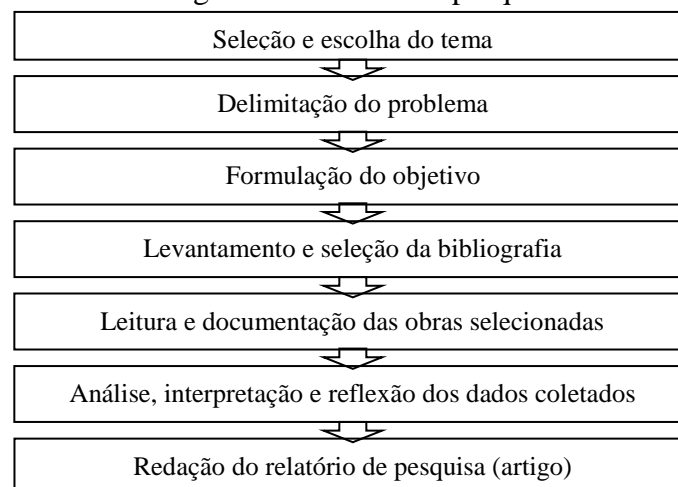 Seleção e escolha do tema
Delimitação do problema
Formulação do objetivo
Levantamento e seleção da bibliografia
Leitura e documentação das obras selecionadas
Análise, interpretação e reflexão dos dados coletados
Redação do relatório de pesquisa (artigo)